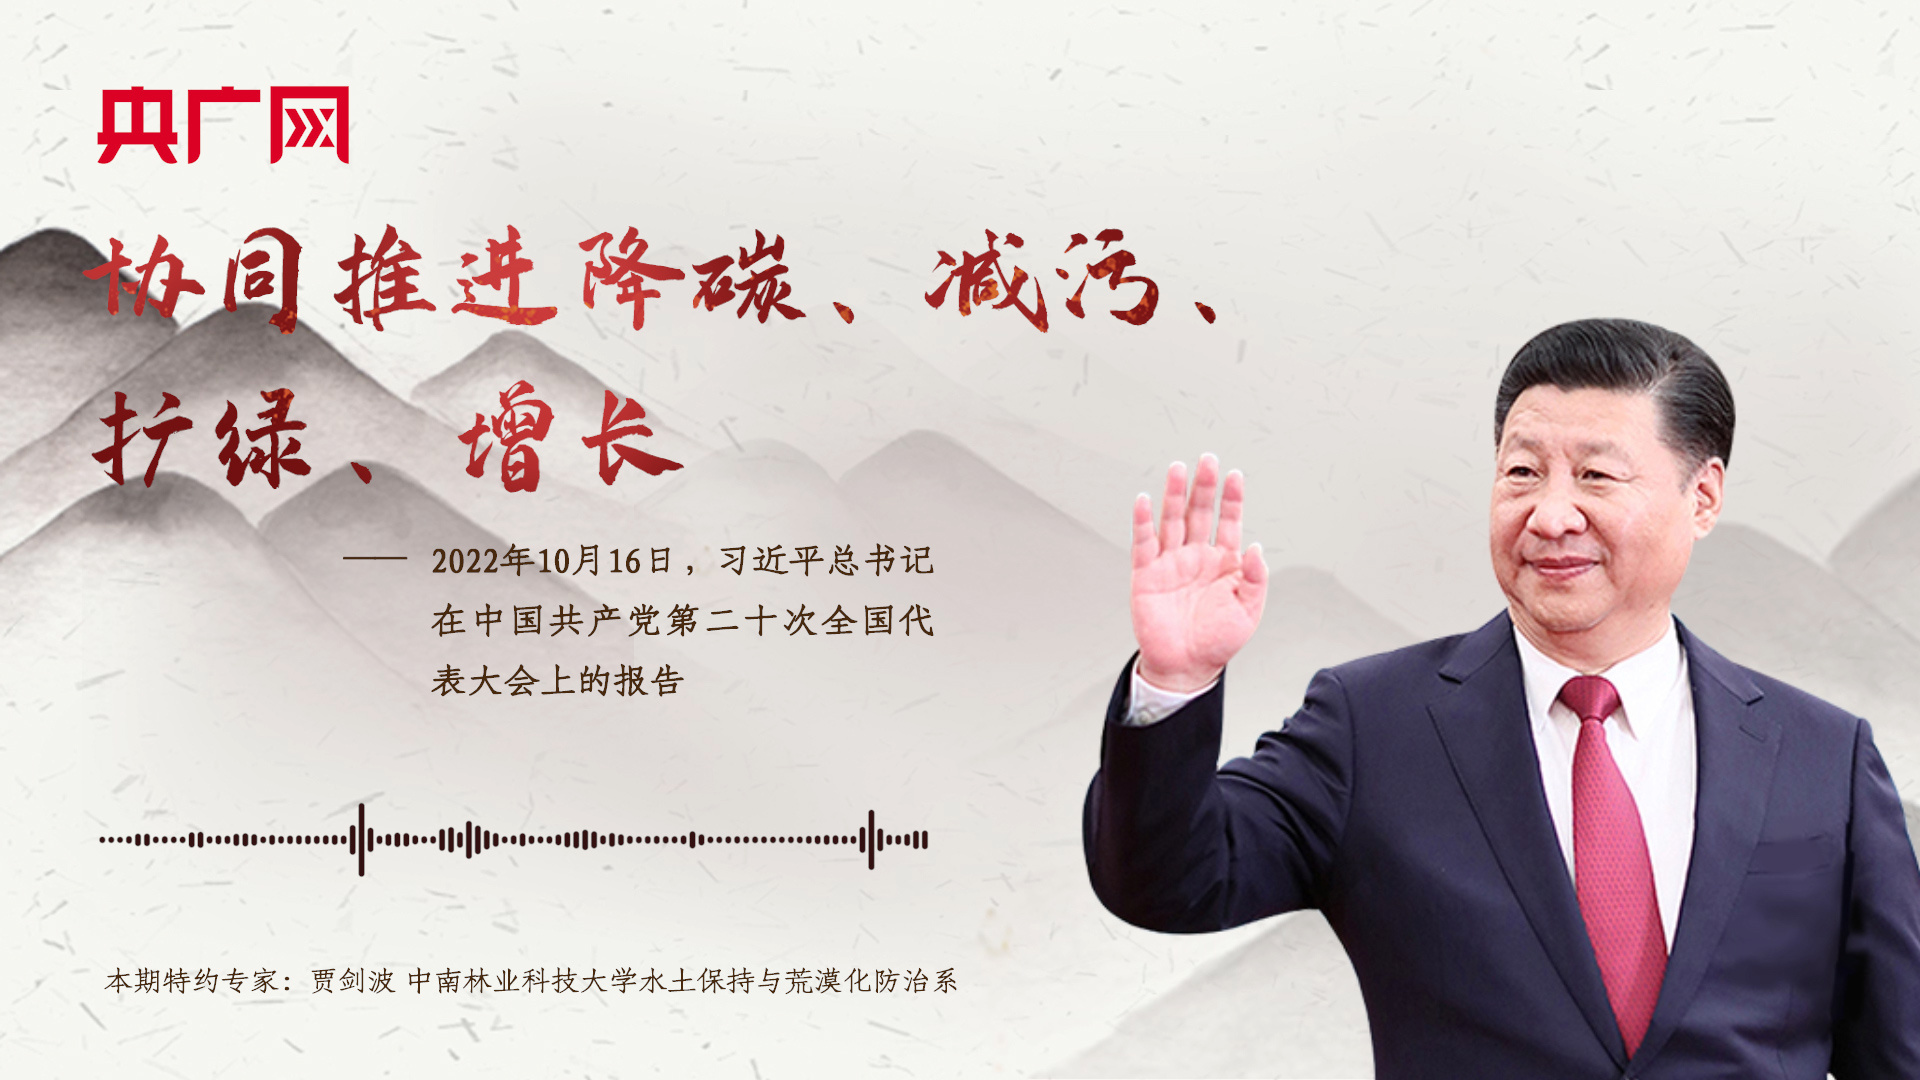 央广网
协同推进降碳、减污、
扩绿、增长
—— 2022年10月16日，习近平总书记
在中国共产党第二十次全国代
表大会上的报告
本期特约专家：贾剑波 中南林业科技大学水土保持与荒漠化防治系